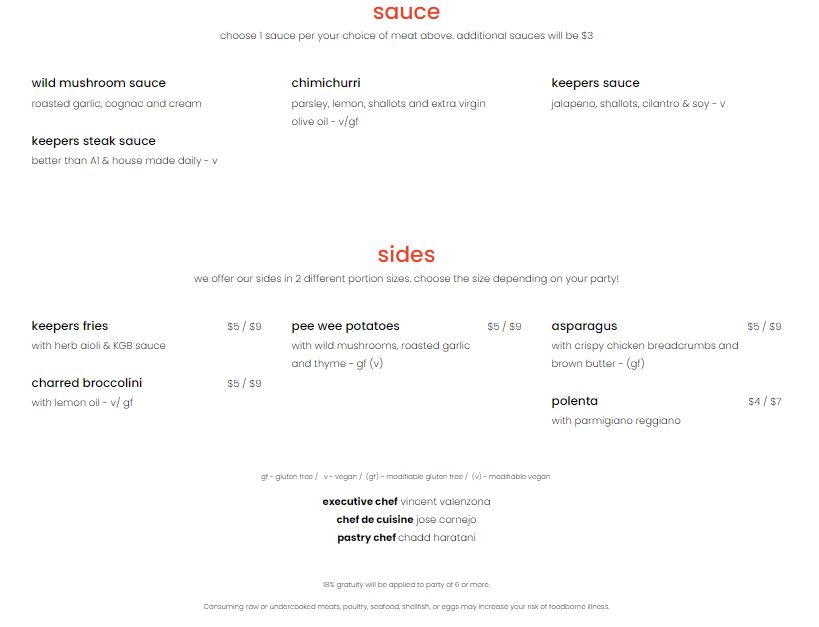 sauce
choose 1 sauce per your choice of meat above. additional sauces will be $3
wild mushroom sauce
roasted garlic, cognac and cream
keepers steak sauce
better than A1 & house made daily - v
chimichurri
parsley, lemon, shallots and extra virgin
olive oil - v/gf
keepers sauce
jalapeno, shallots, cilantro & soy - v
sides
we offer our sides in 2 different portion sizes. choose the size depending on your party!
keepers fries $5 / $9
with herb aioli & KGB sauce
charred broccolini $5 / $9
with lemon oil - v/ gf
pee wee potatoes $5 / $9
with wild mushrooms, roasted garlic
and thyme - gf (v)
asparagus $5 / $9
with crispy chicken breadcrumbs and
brown butter - (gf)
polenta $4 / $7
with parmigiano reggiano
gf - gluten free / v - vegan / (gf) - modifiable gluten free / (v) - modifiable vegan
executive chef vincent valenzona
chef de cuisine jose cornejo
pastry chef chadd haratani
18% gratuity will be applied to party of 6 or more.
Consuming raw or undercooked meats, poultry, seafood, shellfish, or eggs may increase your risk of foodborne illness.